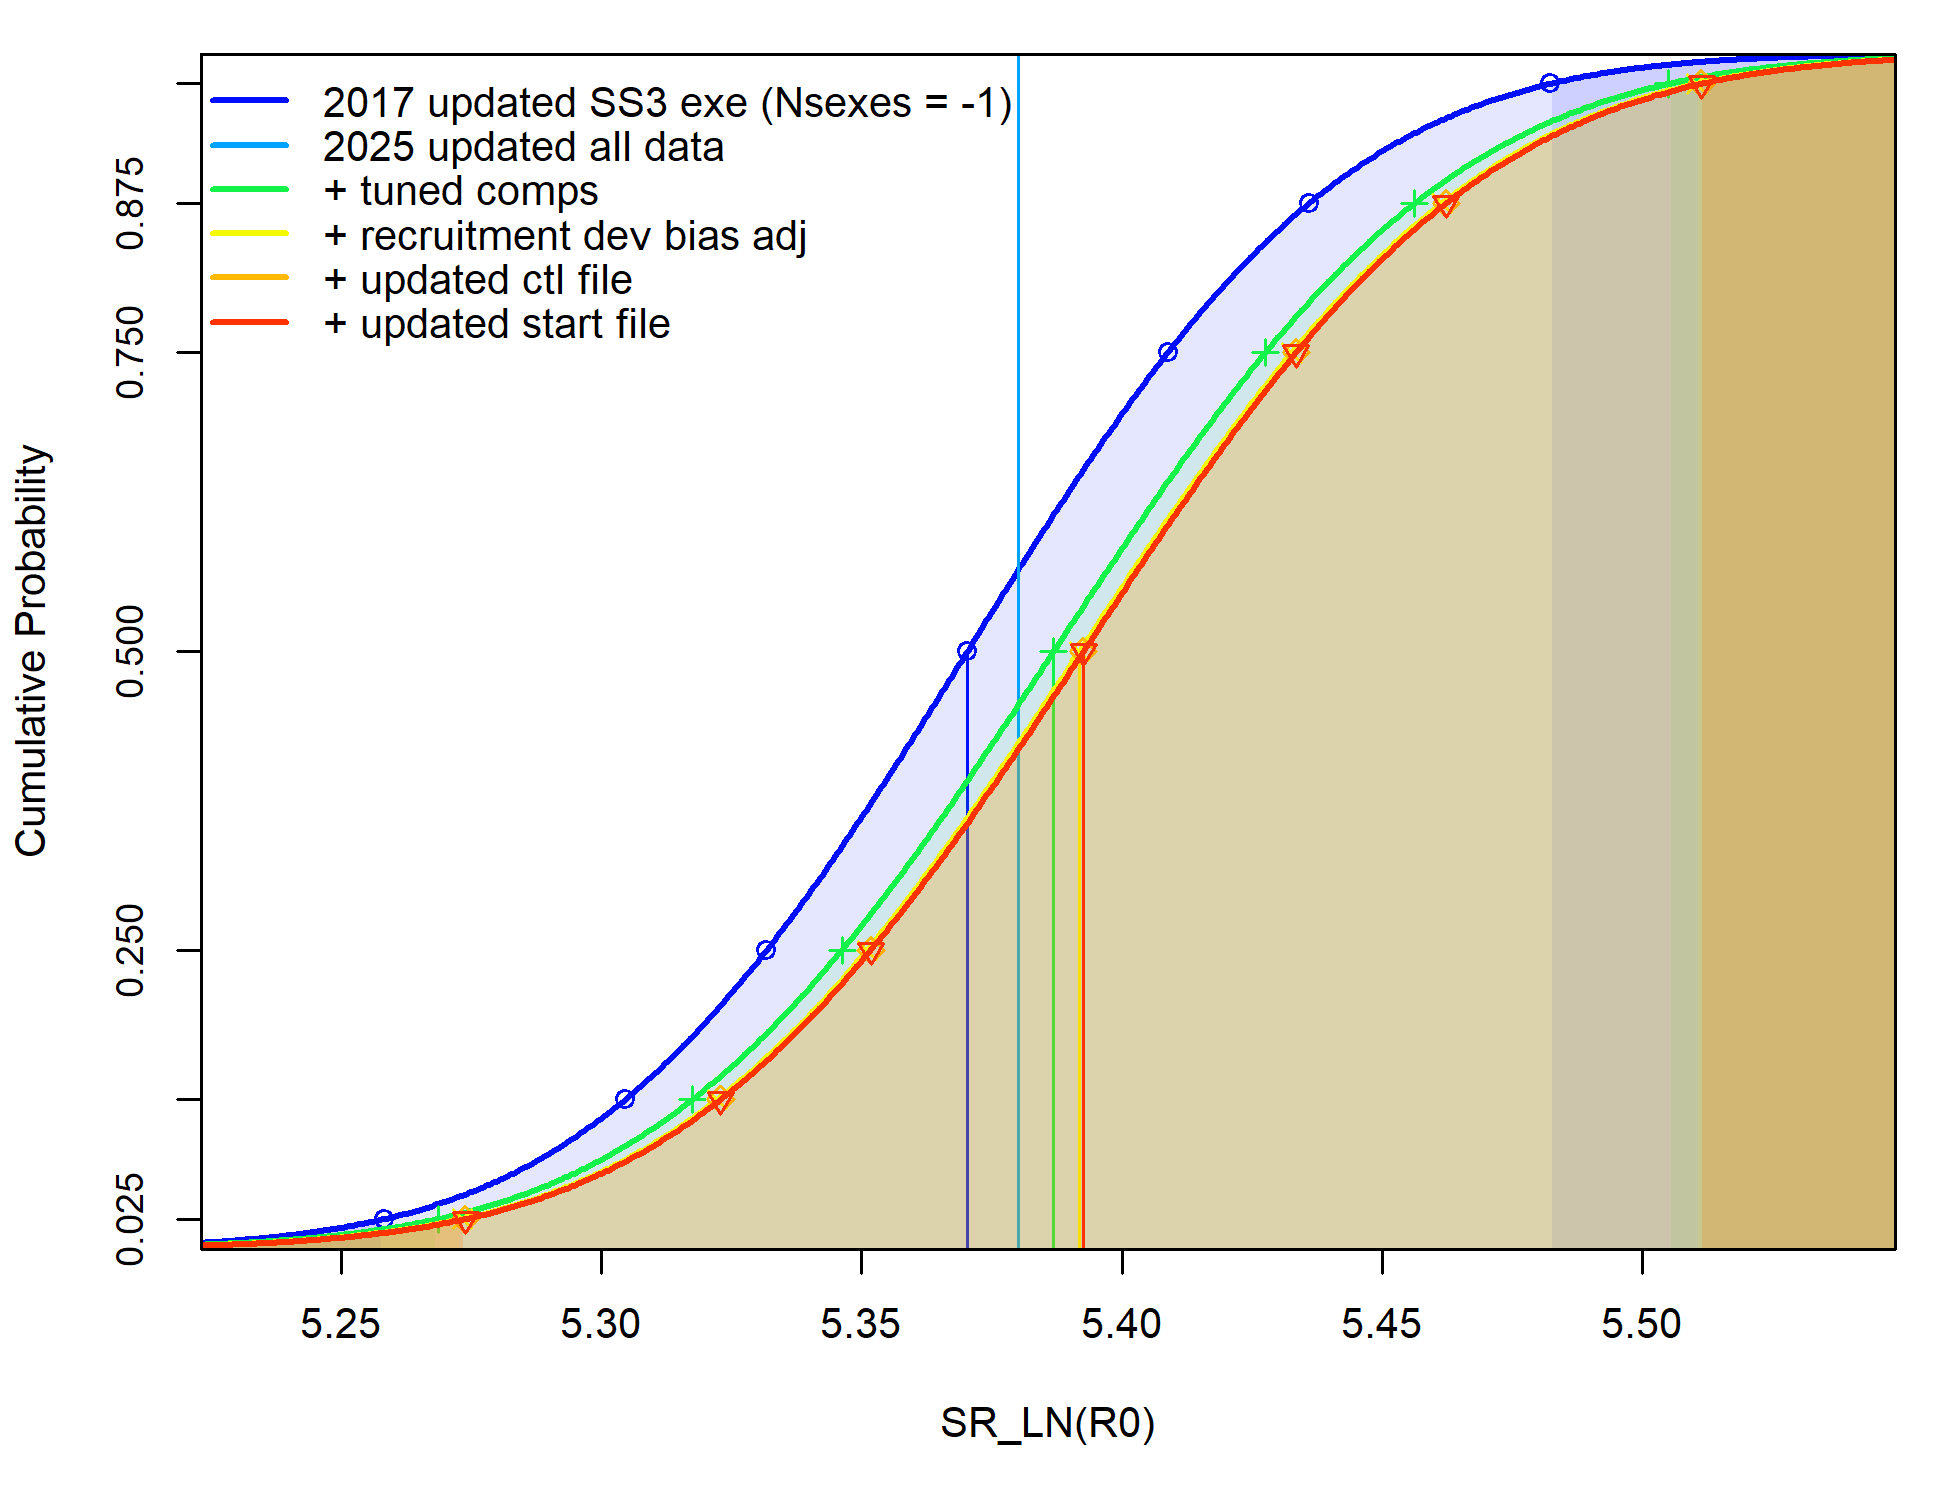 2017 updated SS3 exe (Nsexes = -1)
2025 updated all data
+ tuned comps
+ recruitment dev bias adj
+ updated ctl file
+ updated start file
Cumulative Probability
0.875
0.750
0.500
0.250
0.025
5.25 5.30 5.35 5.40 5.45 5.50
SR_LN(R0)